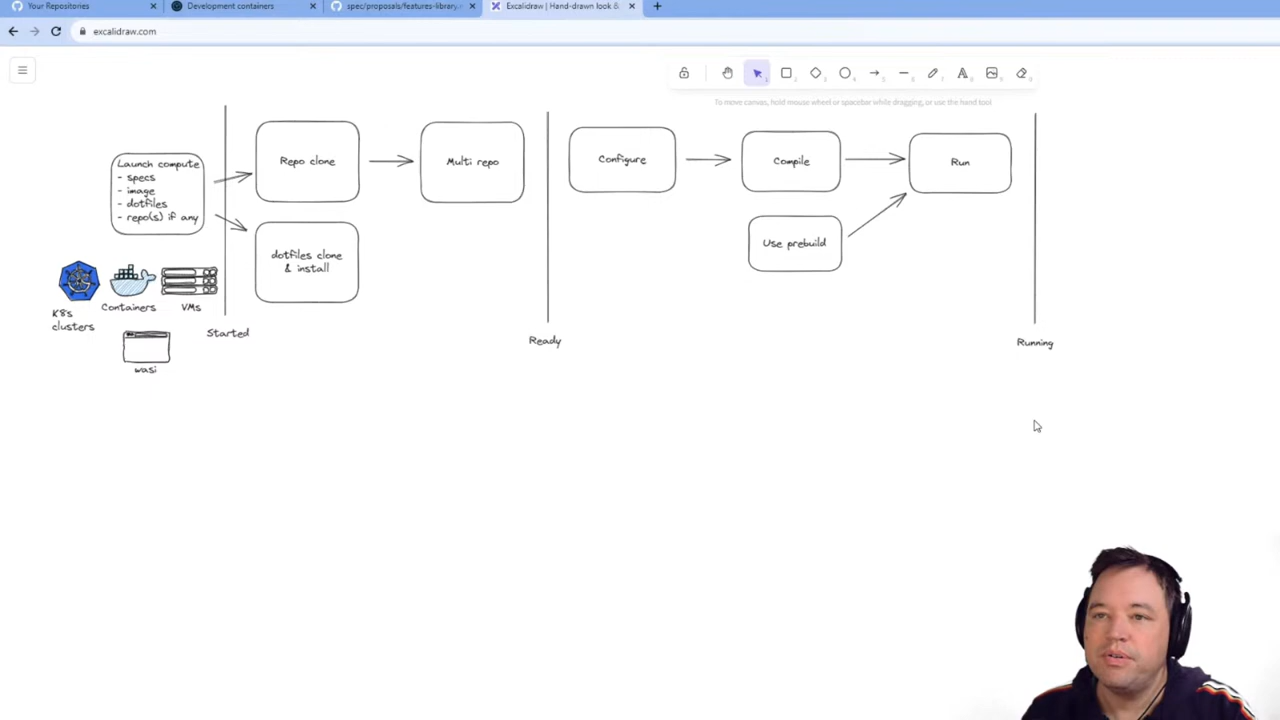 Your Repositories
Development containers
spec/proposals/features-library.
Excalidraw | Hand-drawn look &
excalidraw.com
To move canvas, hold mouse wheel or spacebar while dragging, or use the hand tool
Launch compute
- specs
- image
- dotfiles
- repo(s) if any
Repo clone
Multi repo
dotfiles clone
& install
Configure
Compile
Run
Use prebuild
K8s
clusters
Containers
VMs
wasi
Started
Ready
Running